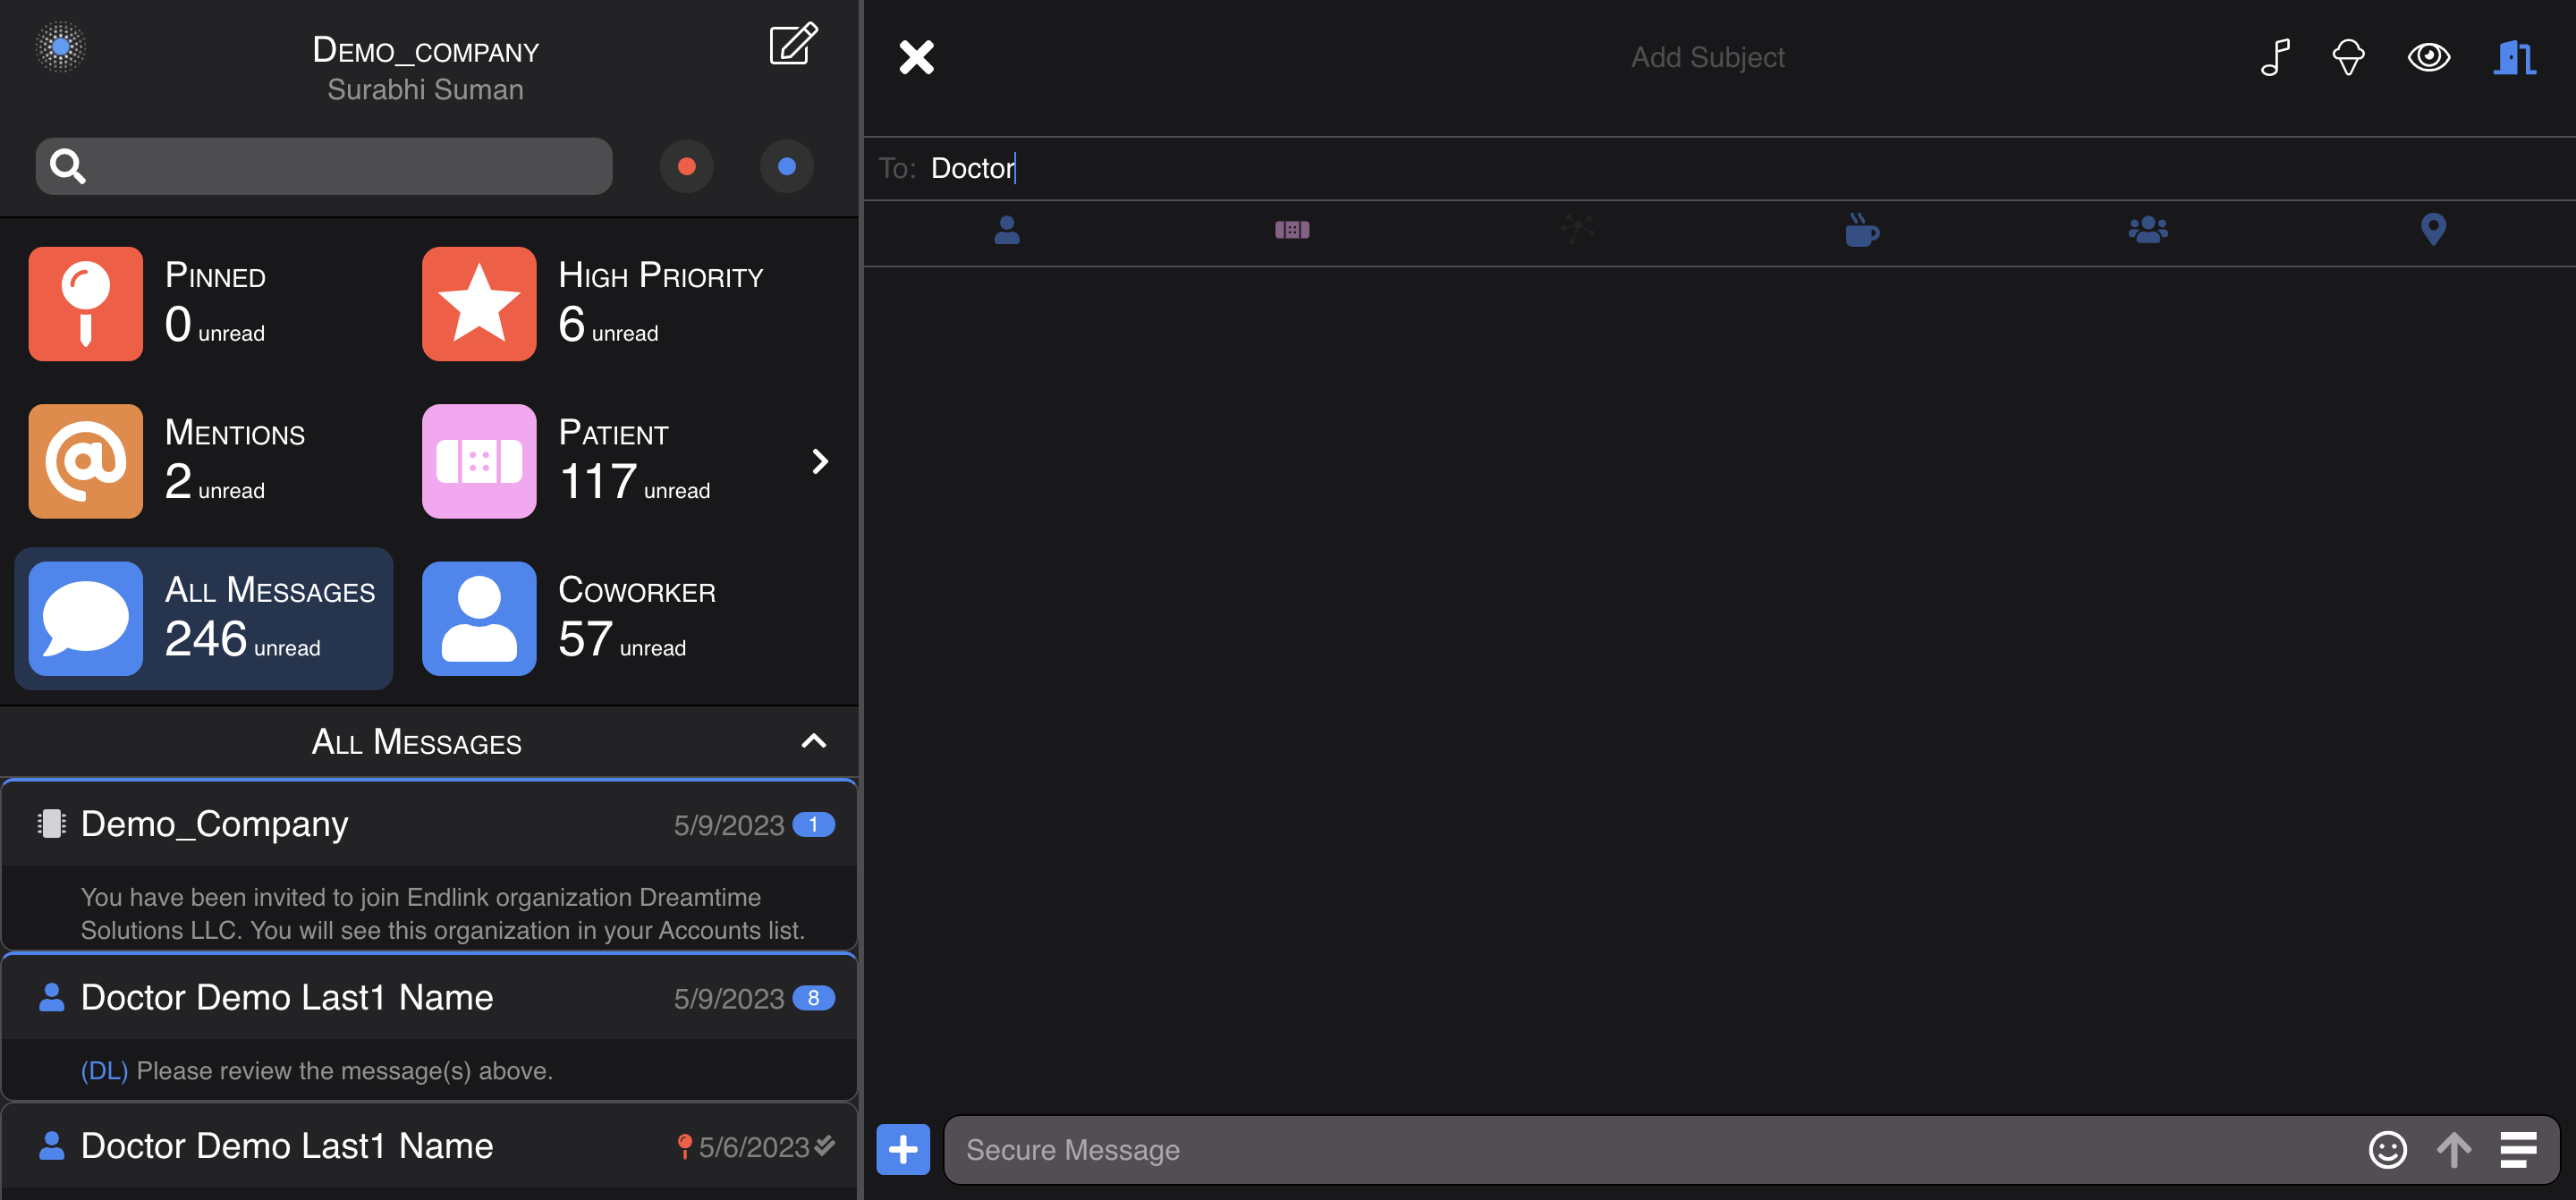 Demo_company
Surabhi Suman
Pinned
0 unread
High Priority
6 unread
Mentions
2 unread
Patient
117 unread
All Messages
246 unread
Coworker
57 unread
All Messages
Demo_Company 5/9/2023 1
You have been invited to join Endlink organization Dreamtime
Solutions LLC. You will see this organization in your Accounts list.
Doctor Demo Last1 Name 5/9/2023 8
(DL) Please review the message(s) above.
Doctor Demo Last1 Name 5/6/2023
Add Subject
To: Doctor
Secure Message